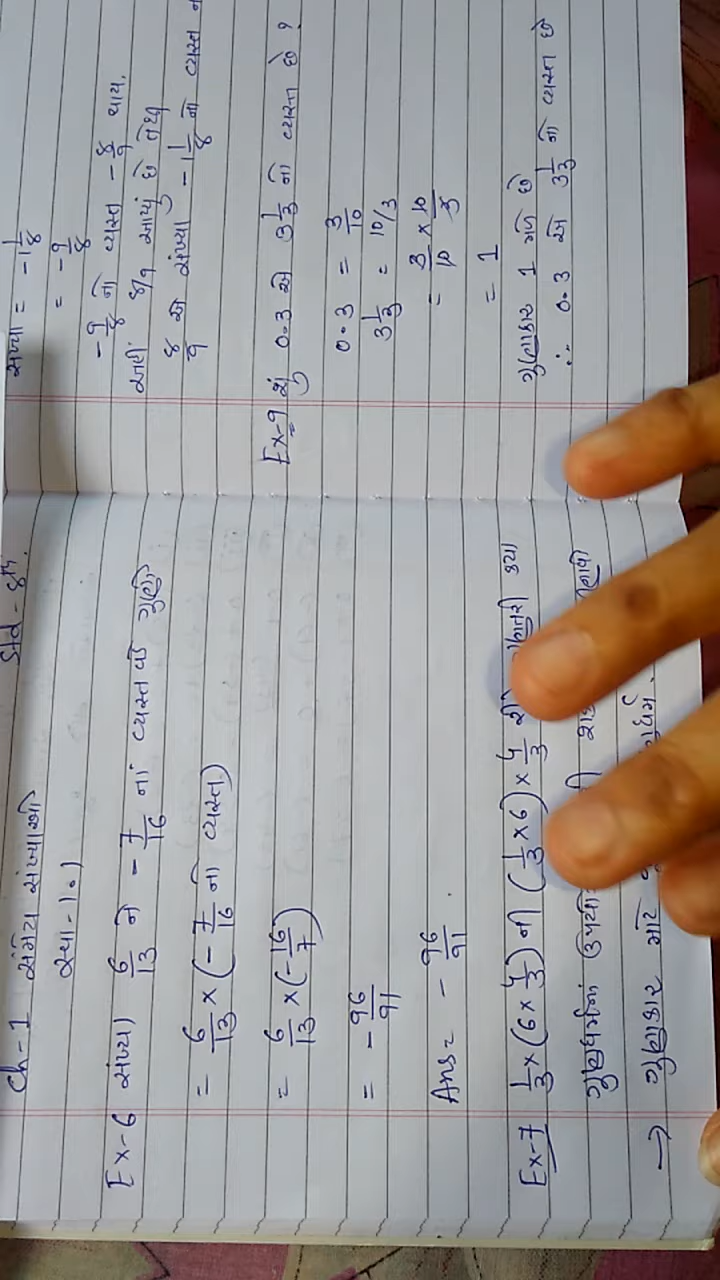 Ch-1 સંમેય સંખ્યાઓ Std - 8th.
સ્વા-1.1
Ex-6 સંખ્યા 6/13 ને - 7/16 નાં વ્યસ્ત વડે ગુણો
= 6/13 × (- 7/16 નો વ્યસ્ત)
= 6/13 × (- 16/7)
= - 96/91
Ans = - 96/91 .
Ex-7 1/3 × (6 × 4/3) ની (1/3 × 6) × 4/3 કયા
ગુણધર્મનાં
→ ગુણાકાર માટે
સંખ્યા = - 1 1/8
= - 9/8
- 9/8 નો વ્યસ્ત - 8/9 થાય.
અહીં 8/9 આપ્યું છે તેથી
8/9 એ સંખ્યા - 1 1/8 નો વ્યસ્ત
Ex-9 શું 0.3 એ 3 1/3 નો વ્યસ્ત છે ?
0.3 = 3/10
3 1/3 = 10/3
= 3/10 × 10/3
= 1
ગુણાકાર 1 મળે છે
∴ 0.3 એ 3 1/3 નો વ્યસ્ત છે